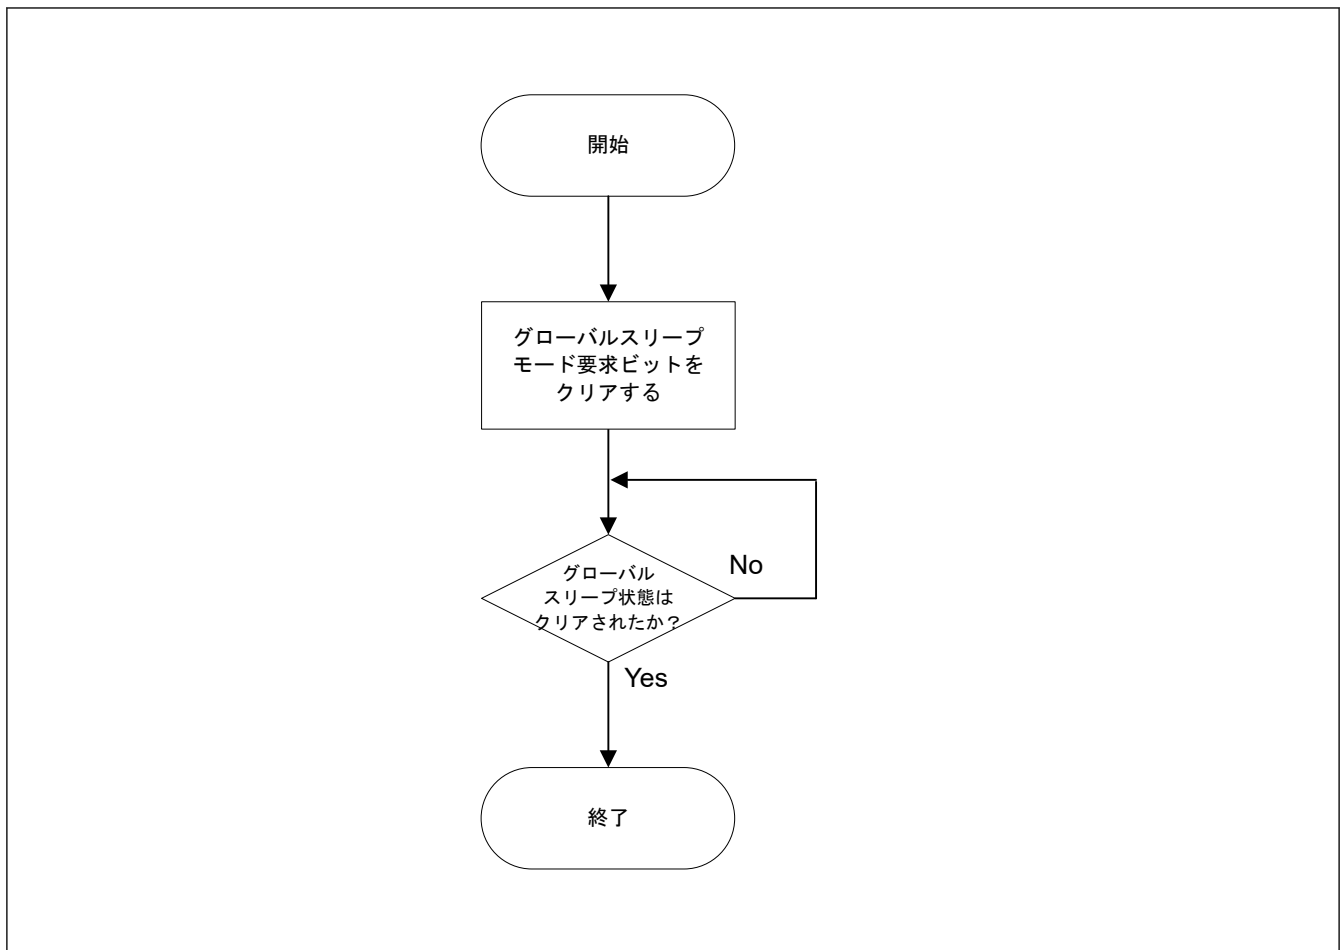 開始
グローバルスリープ
モード要求ビットを
クリアする
グローバル
スリープ状態は
クリアされたか？
No
Yes
終了